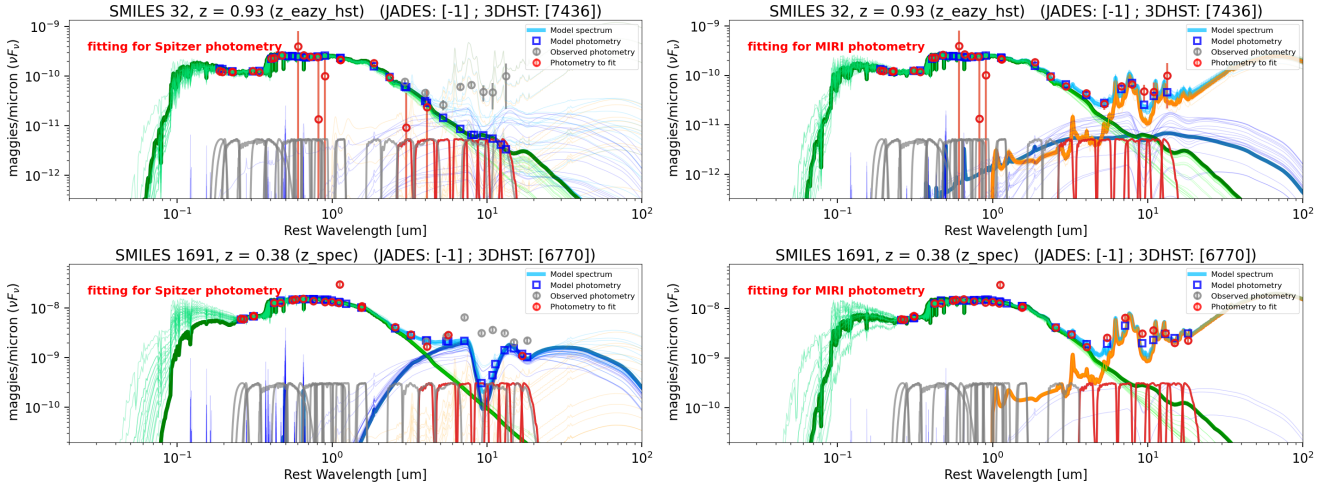 SMILES 32, z = 0.93 (z_eazy_hst)   (JADES: [-1] ; 3DHST: [7436])
fitting for Spitzer photometry
Model spectrum
Model photometry
Observed photometry
Photometry to fit
maggies/micron (νFν)
10⁻⁹
10⁻¹⁰
10⁻¹¹
10⁻¹²
10⁻¹ 10⁰ 10¹ 10²
Rest Wavelength [um]
SMILES 32, z = 0.93 (z_eazy_hst)   (JADES: [-1] ; 3DHST: [7436])
fitting for MIRI photometry
Model spectrum
Model photometry
Observed photometry
Photometry to fit
maggies/micron (νFν)
10⁻⁹
10⁻¹⁰
10⁻¹¹
10⁻¹²
10⁻¹ 10⁰ 10¹ 10²
Rest Wavelength [um]
SMILES 1691, z = 0.38 (z_spec)   (JADES: [-1] ; 3DHST: [6770])
fitting for Spitzer photometry
Model spectrum
Model photometry
Observed photometry
Photometry to fit
maggies/micron (νFν)
10⁻⁸
10⁻⁹
10⁻¹⁰
10⁻¹ 10⁰ 10¹ 10²
Rest Wavelength [um]
SMILES 1691, z = 0.38 (z_spec)   (JADES: [-1] ; 3DHST: [6770])
fitting for MIRI photometry
Model spectrum
Model photometry
Observed photometry
Photometry to fit
maggies/micron (νFν)
10⁻⁸
10⁻⁹
10⁻¹⁰
10⁻¹ 10⁰ 10¹ 10²
Rest Wavelength [um]